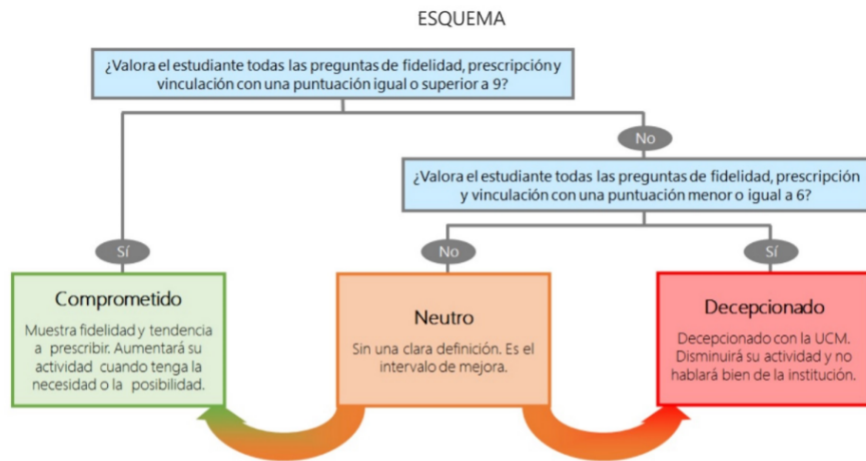 ESQUEMA
¿Valora el estudiante todas las preguntas de fidelidad, prescripción y
vinculación con una puntuación igual o superior a 9?
No
¿Valora el estudiante todas las preguntas de fidelidad, prescripción
y vinculación con una puntuación menor o igual a 6?
Sí
No
Sí
Comprometido
Muestra fidelidad y tendencia
a prescribir. Aumentará su
actividad cuando tenga la
necesidad o la posibilidad.
Neutro
Sin una clara definición. Es el
intervalo de mejora.
Decepcionado
Decepcionado con la UCM.
Disminuirá su actividad y no
hablará bien de la institución.